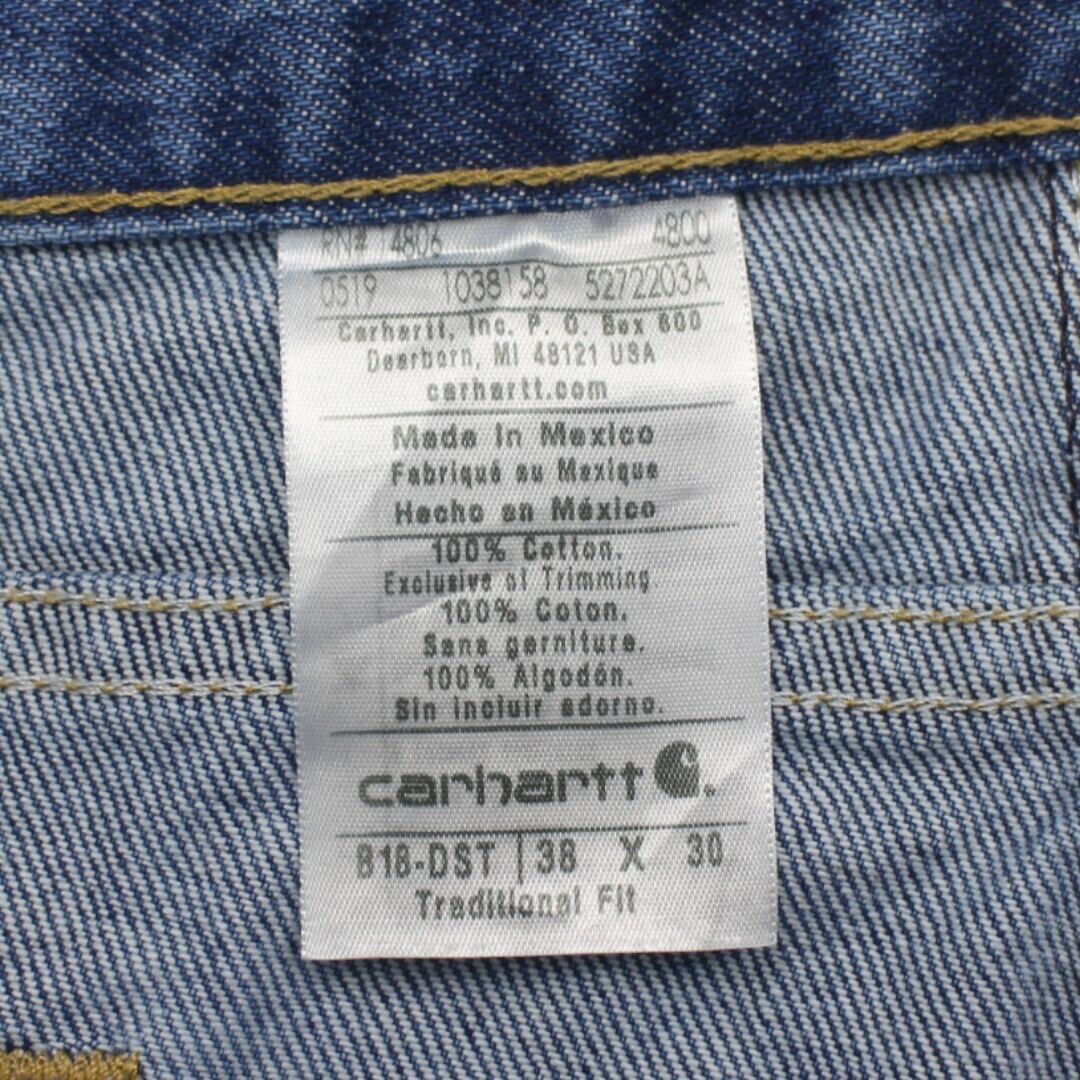 RN# 4806 4800
0519 1038158 5272203A
Carhartt, Inc. P. O. Box 600
Dearborn, MI 48121 USA
carhartt.com
Made In Mexico
Fabriqué au Mexique
Hecho en México
100% Cotton.
Exclusive of Trimming
100% Coton.
Sans garniture.
100% Algodón.
Sin incluir adorno.
carhartt
B18-DST | 38 X 30
Traditional Fit